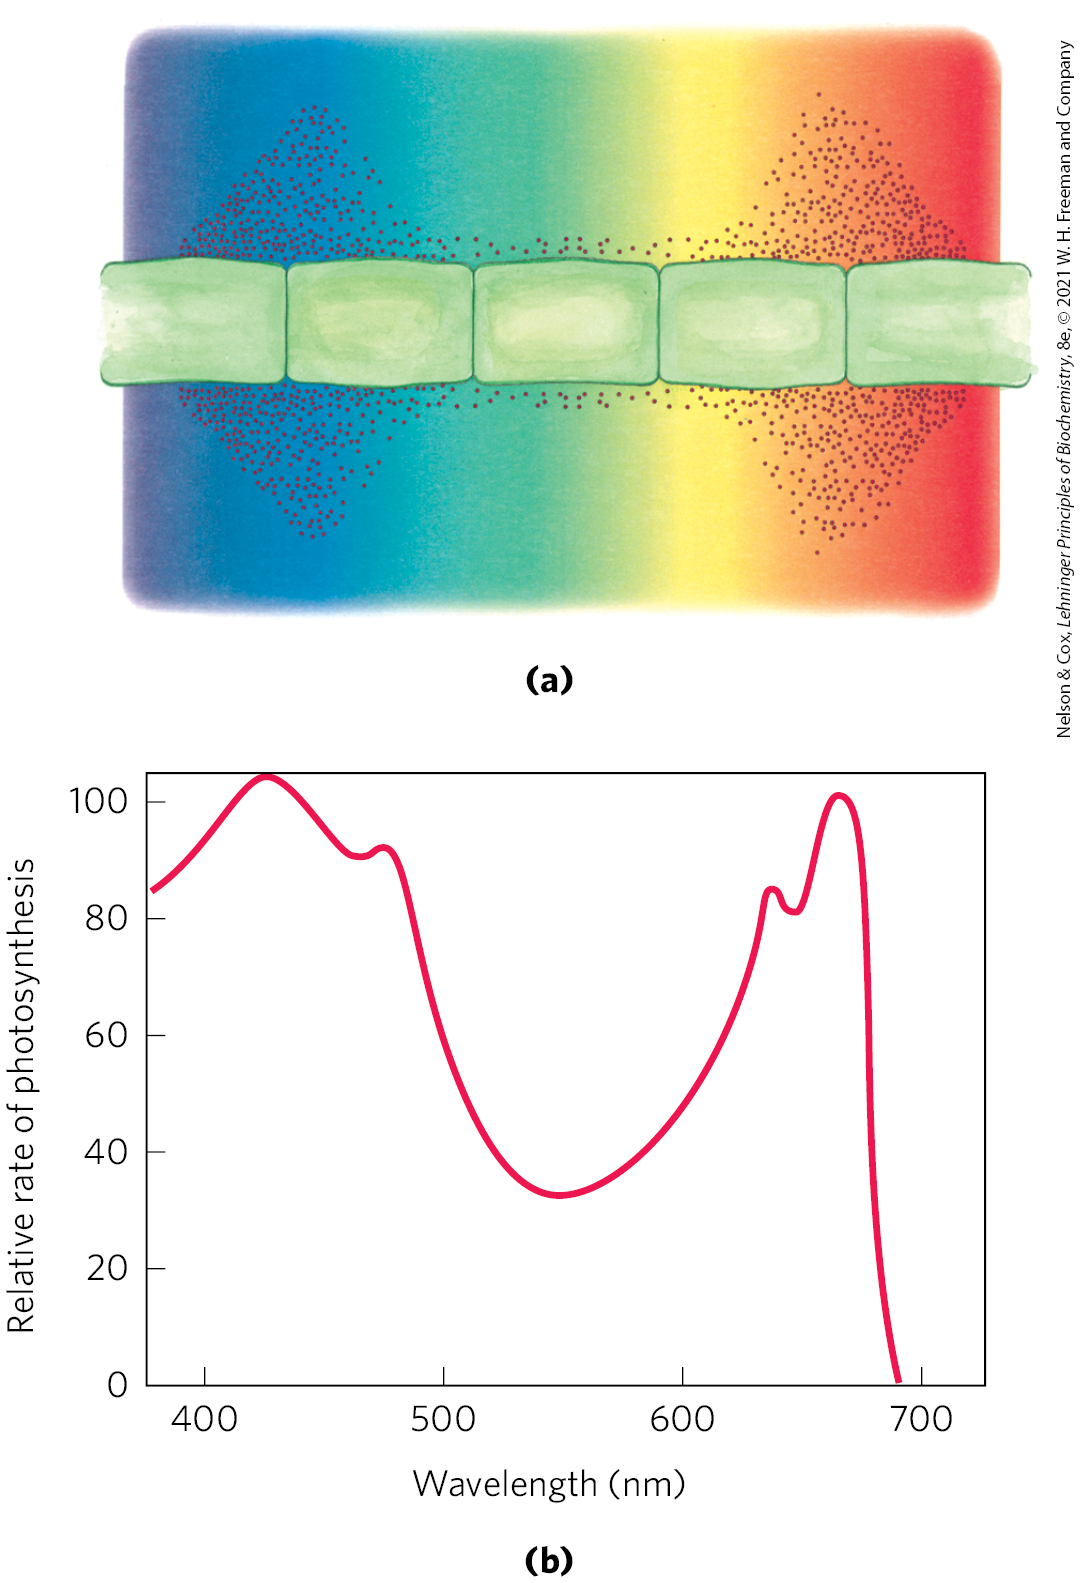 Nelson & Cox, Lehninger Principles of Biochemistry, 8e, © 2021 W. H. Freeman and Company
(a)
Relative rate of photosynthesis
100
80
60
40
20
0
400 500 600 700
Wavelength (nm)
(b)